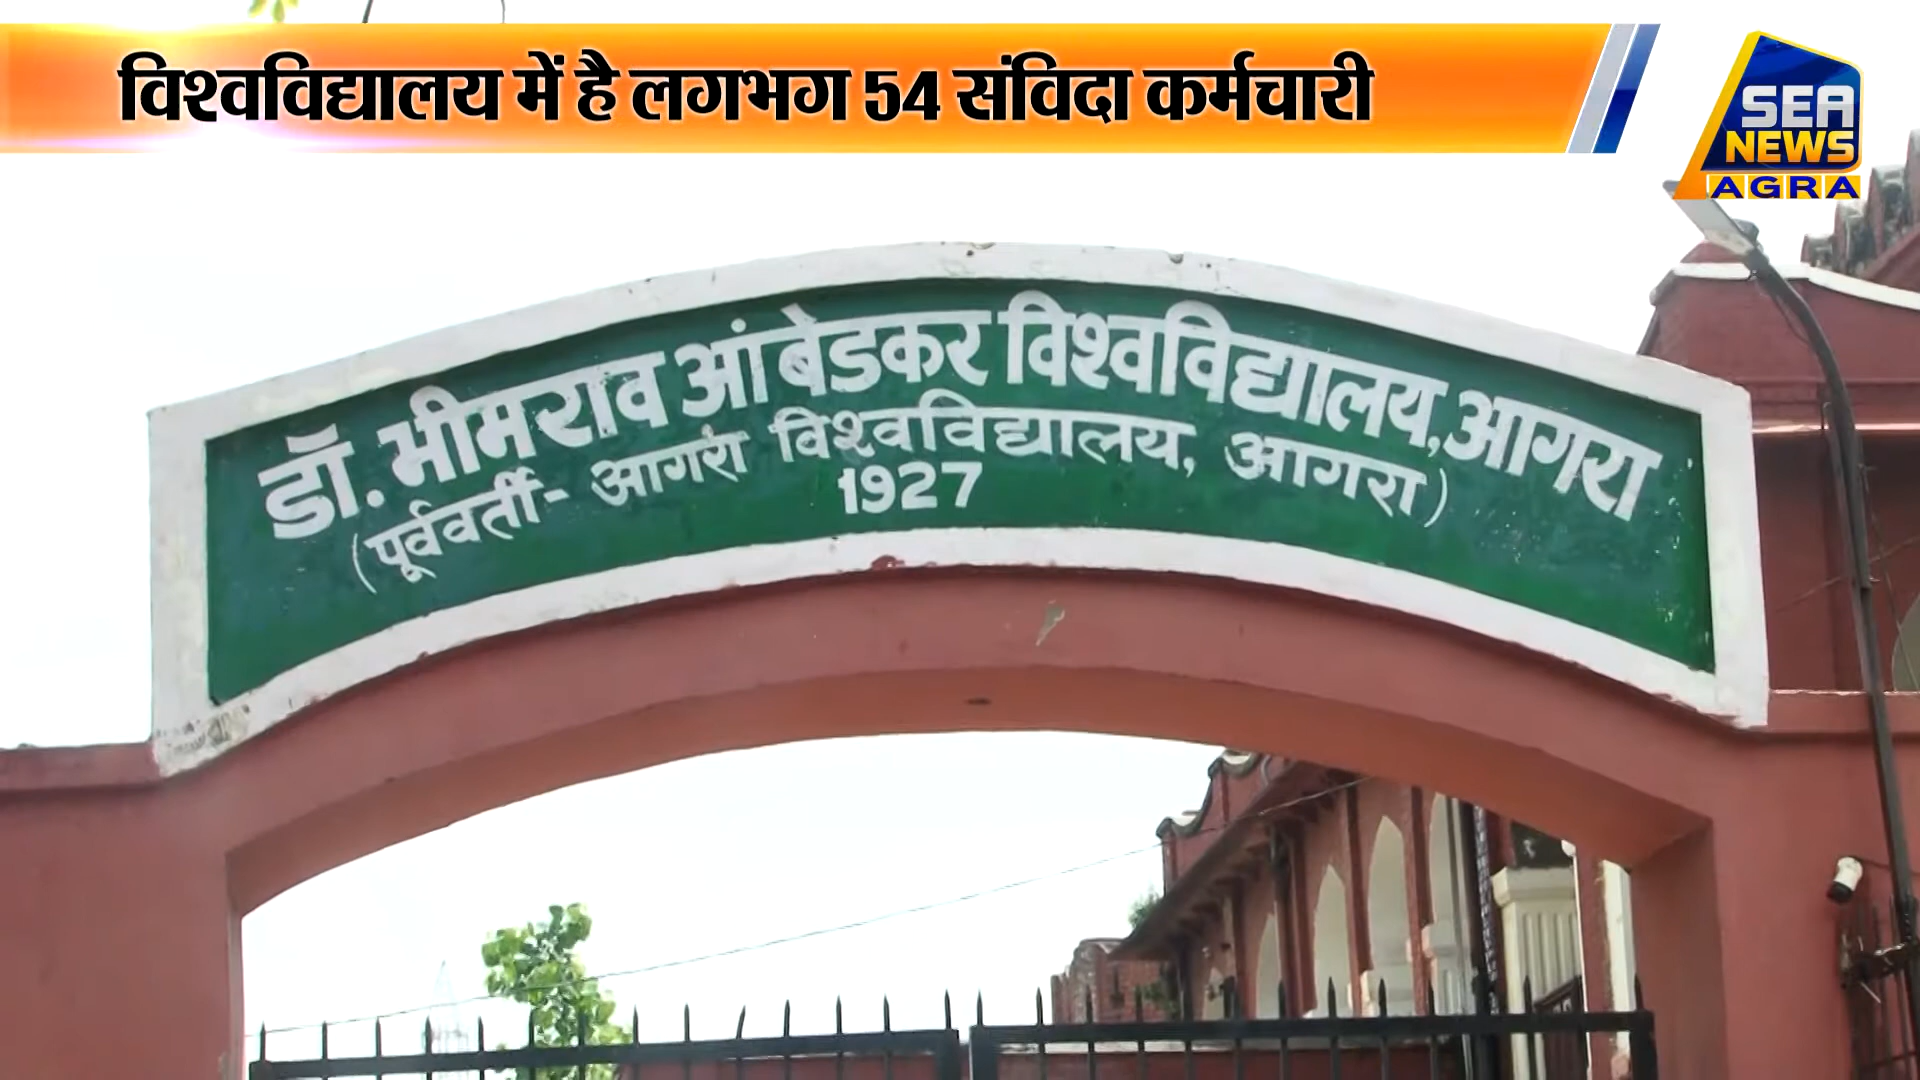 विश्वविद्यालय में है लगभग 54 संविदा कर्मचारी
SEA
NEWS
AGRA
डॉ. भीमराव आंबेडकर विश्वविद्यालय, आगरा
(पूर्ववर्ती- आगरा विश्वविद्यालय, आगरा)
1927